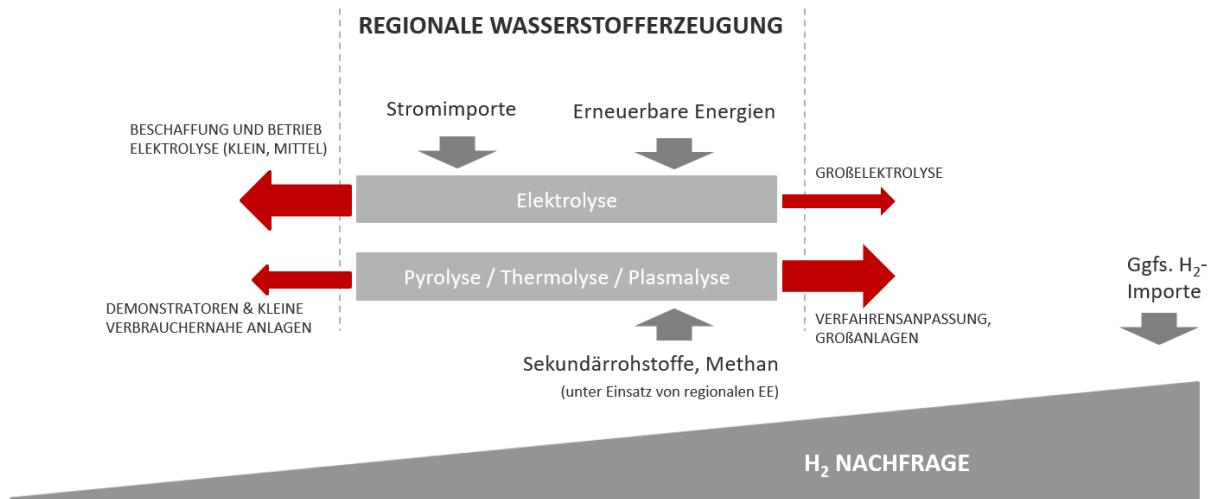 REGIONALE WASSERSTOFFERZEUGUNG
Stromimporte
Erneuerbare Energien
BESCHAFFUNG UND BETRIEB
ELEKTROLYSE (KLEIN, MITTEL)
GROßELEKTROLYSE
Elektrolyse
Pyrolyse / Thermolyse / Plasmalyse
Ggfs. H₂-
Importe
DEMONSTRATOREN & KLEINE
VERBRAUCHERNAHE ANLAGEN
VERFAHRENSANPASSUNG,
GROßANLAGEN
Sekundärrohstoffe, Methan
(unter Einsatz von regionalen EE)
H₂ NACHFRAGE